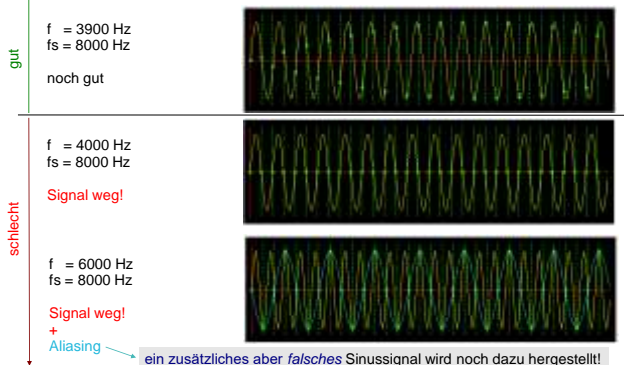 gut
f = 3900 Hz
fs = 8000 Hz
noch gut
schlecht
f = 4000 Hz
fs = 8000 Hz
Signal weg!
f = 6000 Hz
fs = 8000 Hz
Signal weg!
+
Aliasing
ein zusätzliches aber falsches Sinussignal wird noch dazu hergestellt!